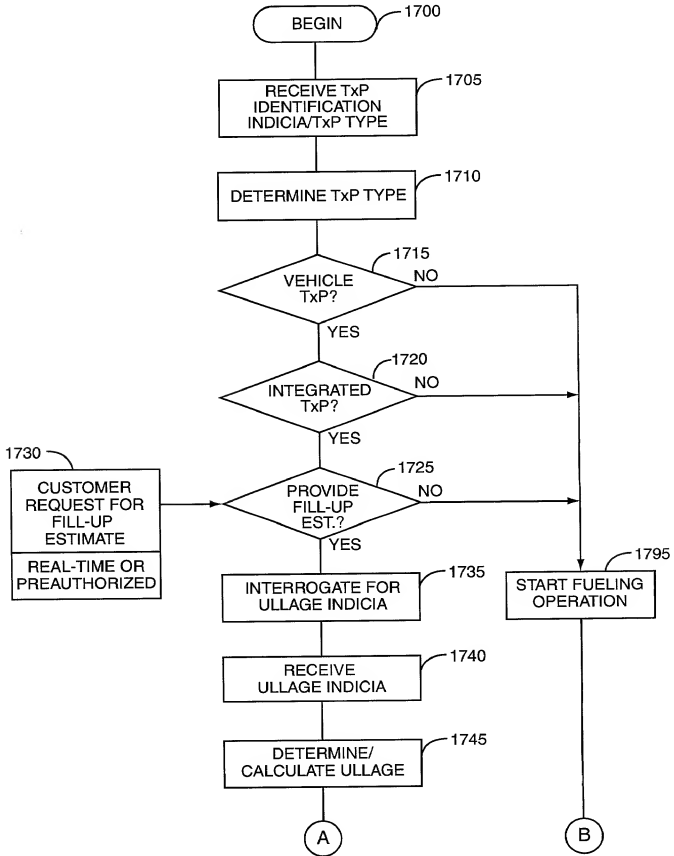 BEGIN
1700
RECEIVE TxP
IDENTIFICATION
INDICIA/TxP TYPE
1705
DETERMINE TxP TYPE
1710
VEHICLE
TxP?
1715
NO
YES
INTEGRATED
TxP?
1720
NO
YES
1730
CUSTOMER
REQUEST FOR
FILL-UP
ESTIMATE
REAL-TIME OR
PREAUTHORIZED
PROVIDE
FILL-UP
EST.?
1725
NO
YES
INTERROGATE FOR
ULLAGE INDICIA
1735
START FUELING
OPERATION
1795
RECEIVE
ULLAGE INDICIA
1740
DETERMINE/
CALCULATE ULLAGE
1745
A
B